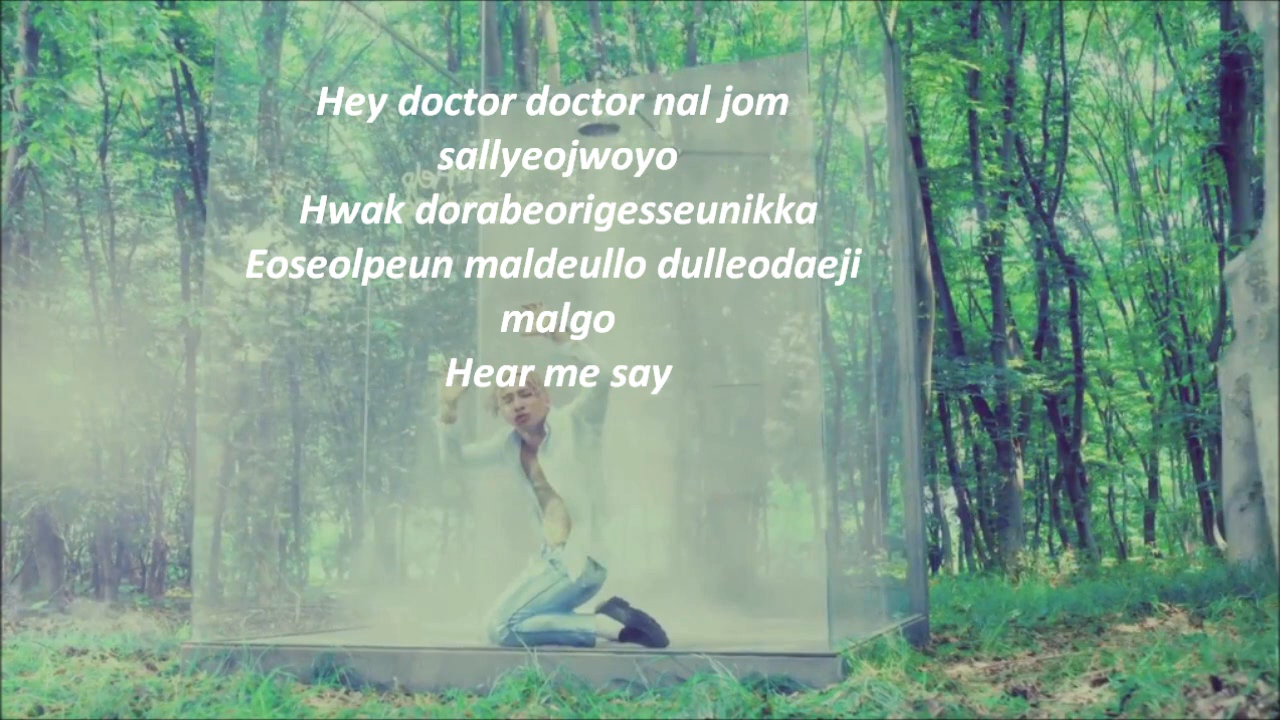 Hey doctor doctor nal jom
sallyeojwoyo
Hwak dorabeorigesseunikka
Eoseolpeun maldeullo dulleodaeji
malgo
Hear me say